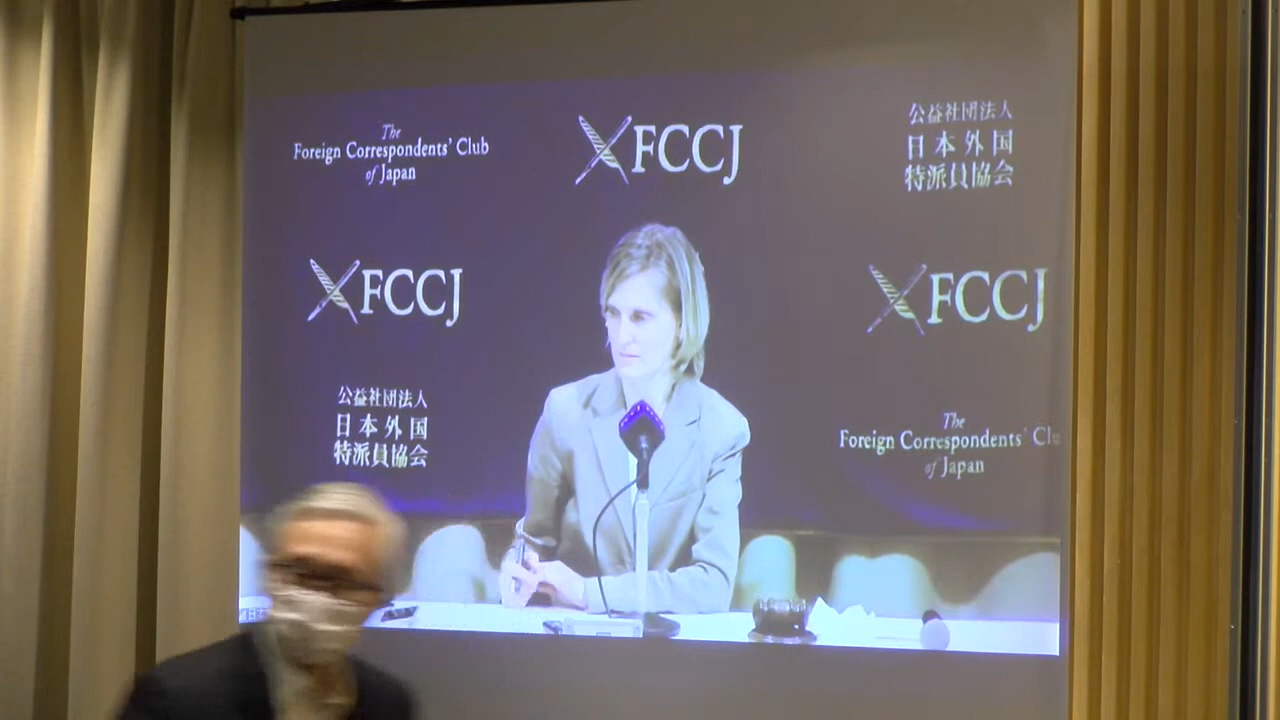 The
Foreign Correspondents' Club
of Japan
FCCJ
公益社団法人
日本外国
特派員協会
FCCJ
FCCJ
公益社団法人
日本外国
特派員協会
The
Foreign Correspondents' Clu
of Japan